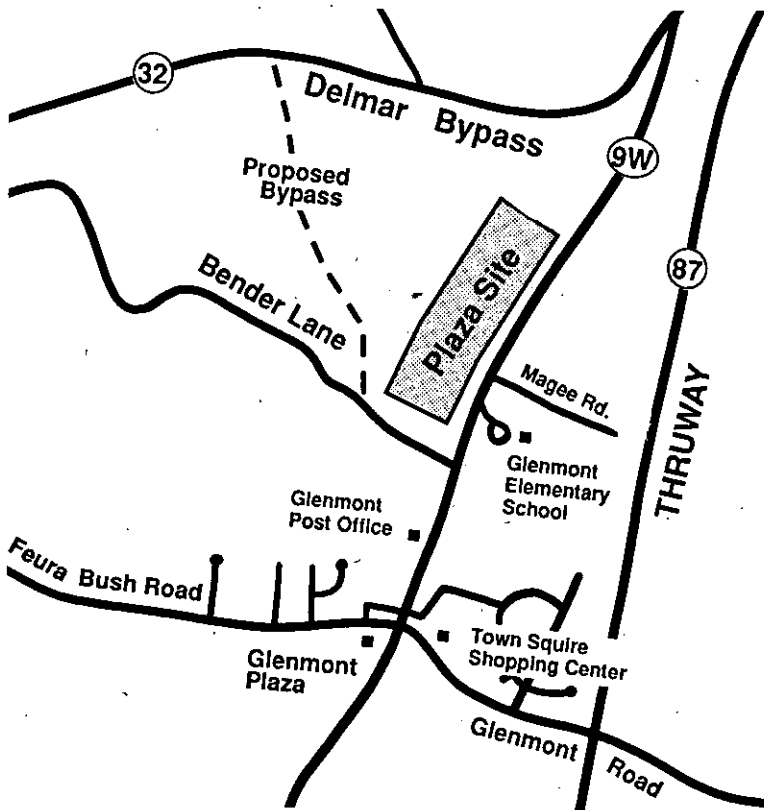 32
Delmar Bypass
9W
Proposed
Bypass
Plaza Site
87
Bender Lane
THRUWAY
Magee Rd.
Glenmont
Elementary
School
Glenmont
Post Office
Feura Bush Road
Town Squire
Shopping Center
Glenmont
Plaza
Glenmont Road